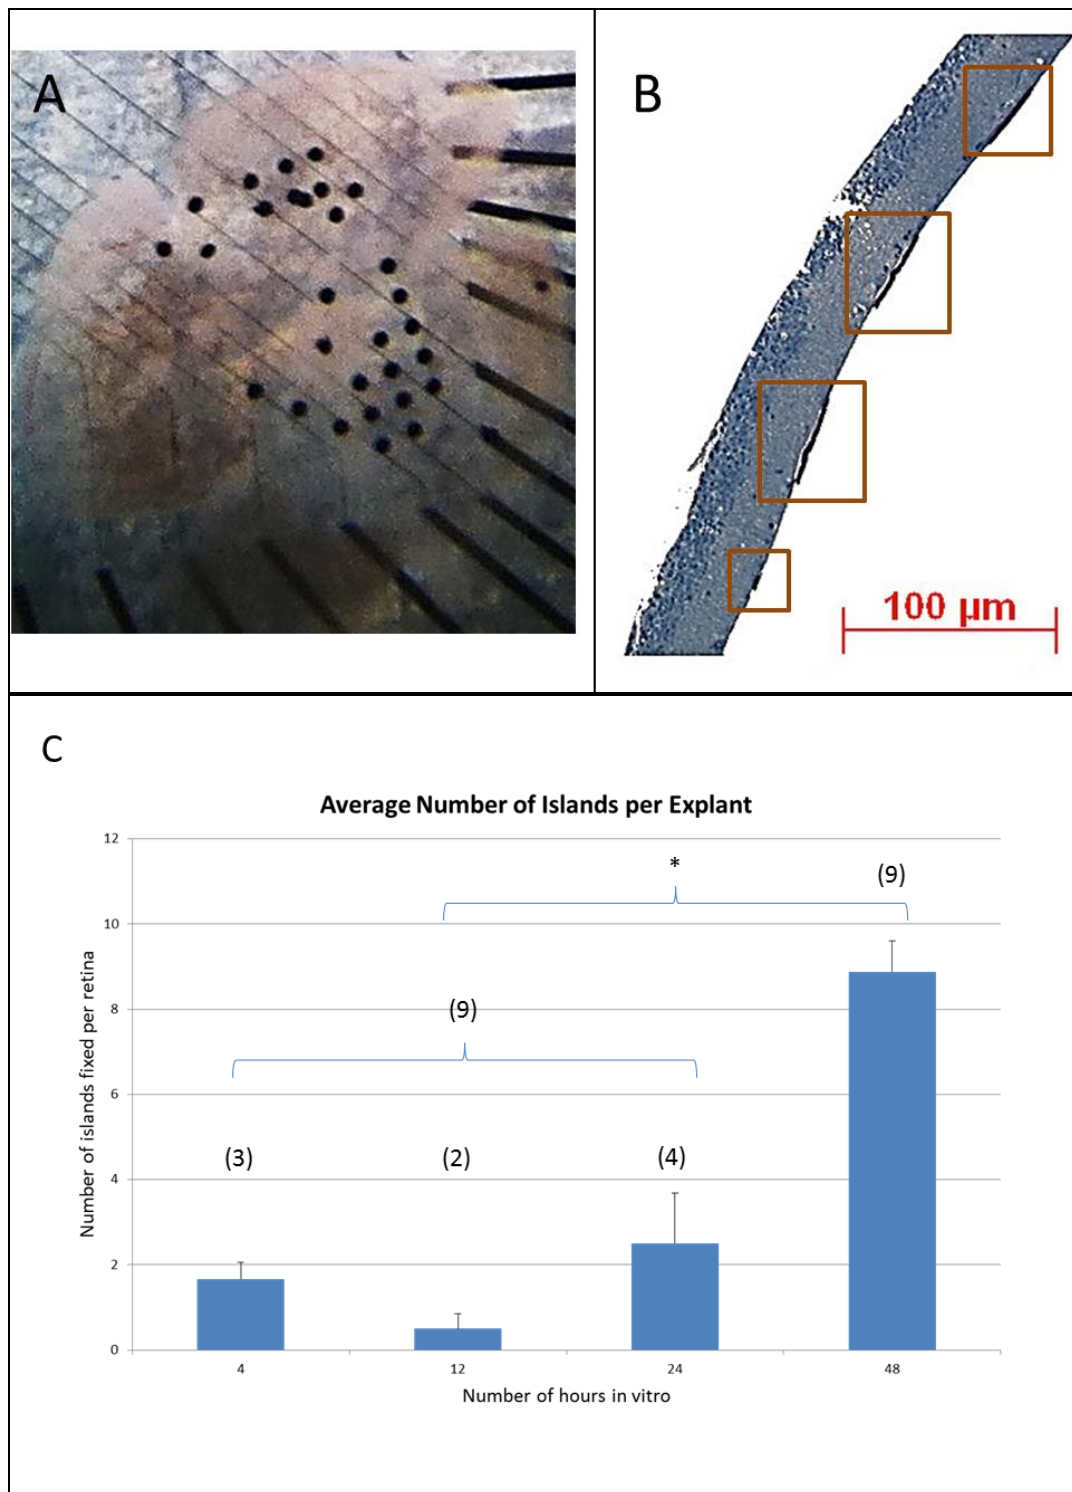 A
B
100 µm
C
Average Number of Islands per Explant
12
10
8
6
4
2
0
Number of islands fixed per retina
*
(9)
(9)
(3)
(2)
(4)
4
12
24
48
Number of hours in vitro